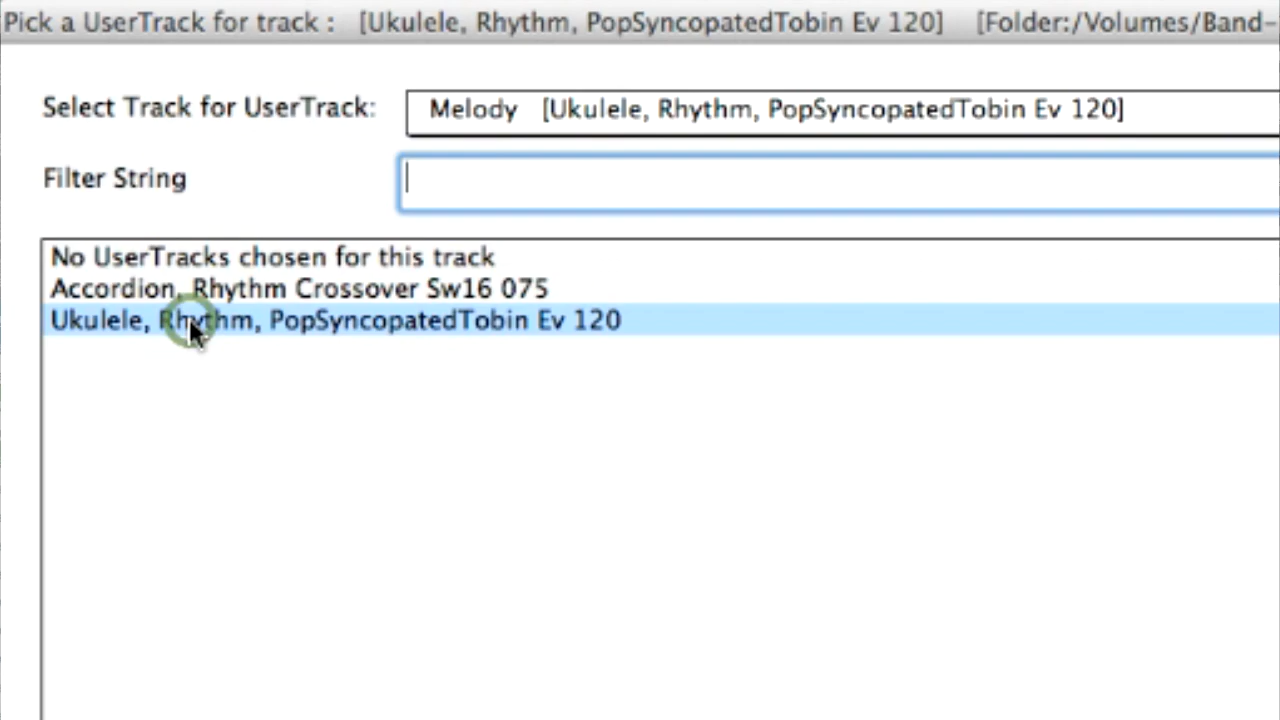 Pick a UserTrack for track :   [Ukulele, Rhythm, PopSyncopatedTobin Ev 120]   [Folder:/Volumes/Band-
Select Track for UserTrack:   Melody   [Ukulele, Rhythm, PopSyncopatedTobin Ev 120]
Filter String
No UserTracks chosen for this track
Accordion, Rhythm Crossover Sw16 075
Ukulele, Rhythm, PopSyncopatedTobin Ev 120